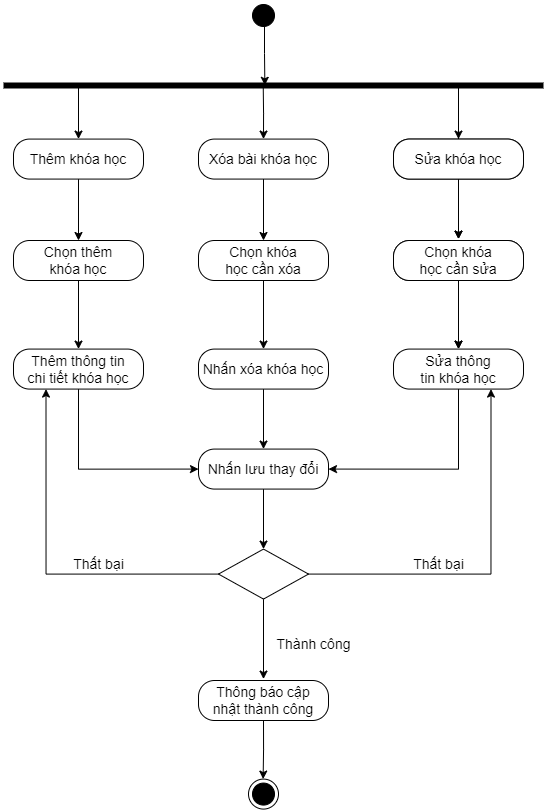 Thêm khóa học
Xóa bài khóa học
Sửa khóa học
Chọn thêm
khóa học
Chọn khóa
học cần xóa
Chọn khóa
học cần sửa
Thêm thông tin
chi tiết khóa học
Nhấn xóa khóa học
Sửa thông
tin khóa học
Nhấn lưu thay đổi
Thất bại
Thất bại
Thành công
Thông báo cập
nhật thành công